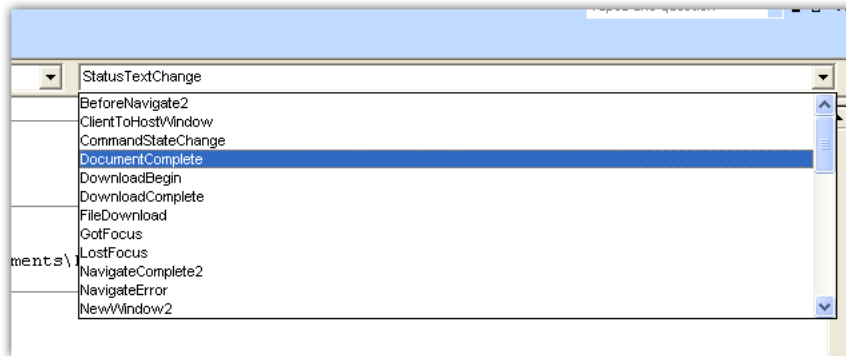 StatusTextChange
BeforeNavigate2
ClientToHostWindow
CommandStateChange
DocumentComplete
DownloadBegin
DownloadComplete
FileDownload
GotFocus
LostFocus
ments\
NavigateComplete2
NavigateError
NewWindow2